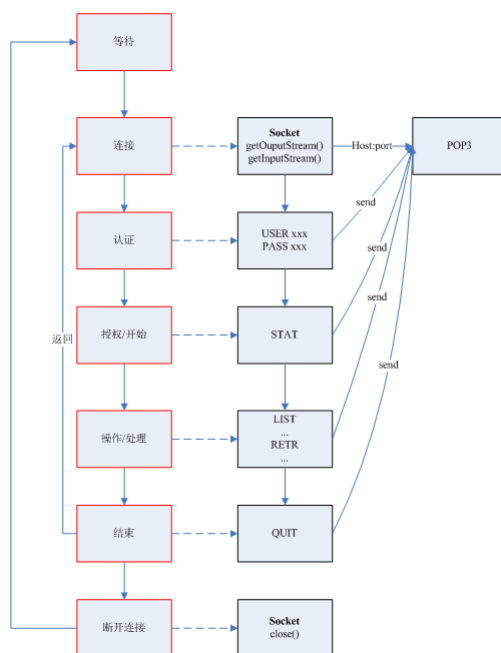 等待
连接
Socket
getOuputStream()
getInputStream()
Host:port
POP3
send
认证
USER xxx
PASS xxx
send
send
返回
授权/开始
STAT
send
操作/处理
LIST
...
RETR
...
结束
QUIT
断开连接
Socket
close()